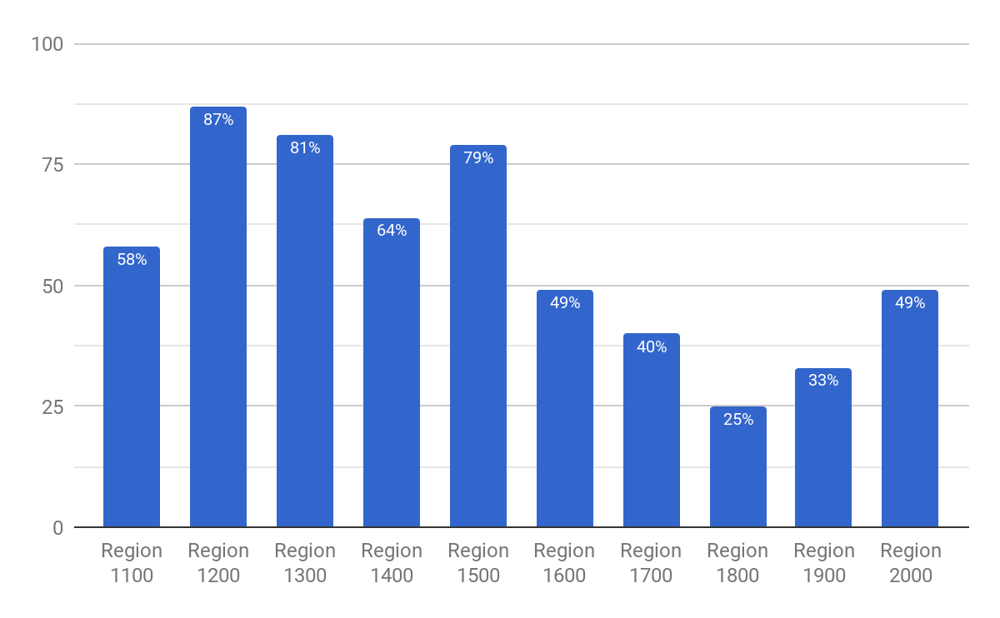 100
75
50
25
0
58%
87%
81%
64%
79%
49%
40%
25%
33%
49%
Region
1100
Region
1200
Region
1300
Region
1400
Region
1500
Region
1600
Region
1700
Region
1800
Region
1900
Region
2000